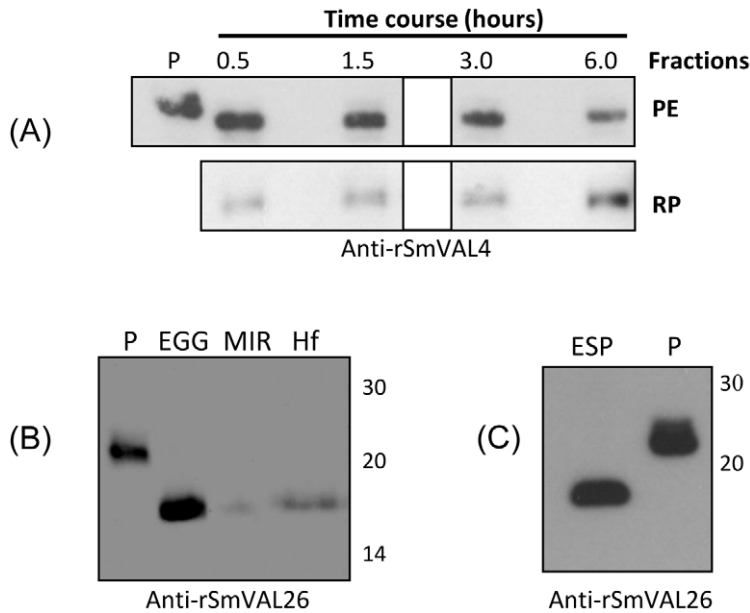 Time course (hours)
P 0.5 1.5 3.0 6.0 Fractions
(A)
PE
RP
Anti-rSmVAL4
P EGG MIR Hf
(B)
30
20
14
Anti-rSmVAL26
ESP P
(C)
30
20
Anti-rSmVAL26